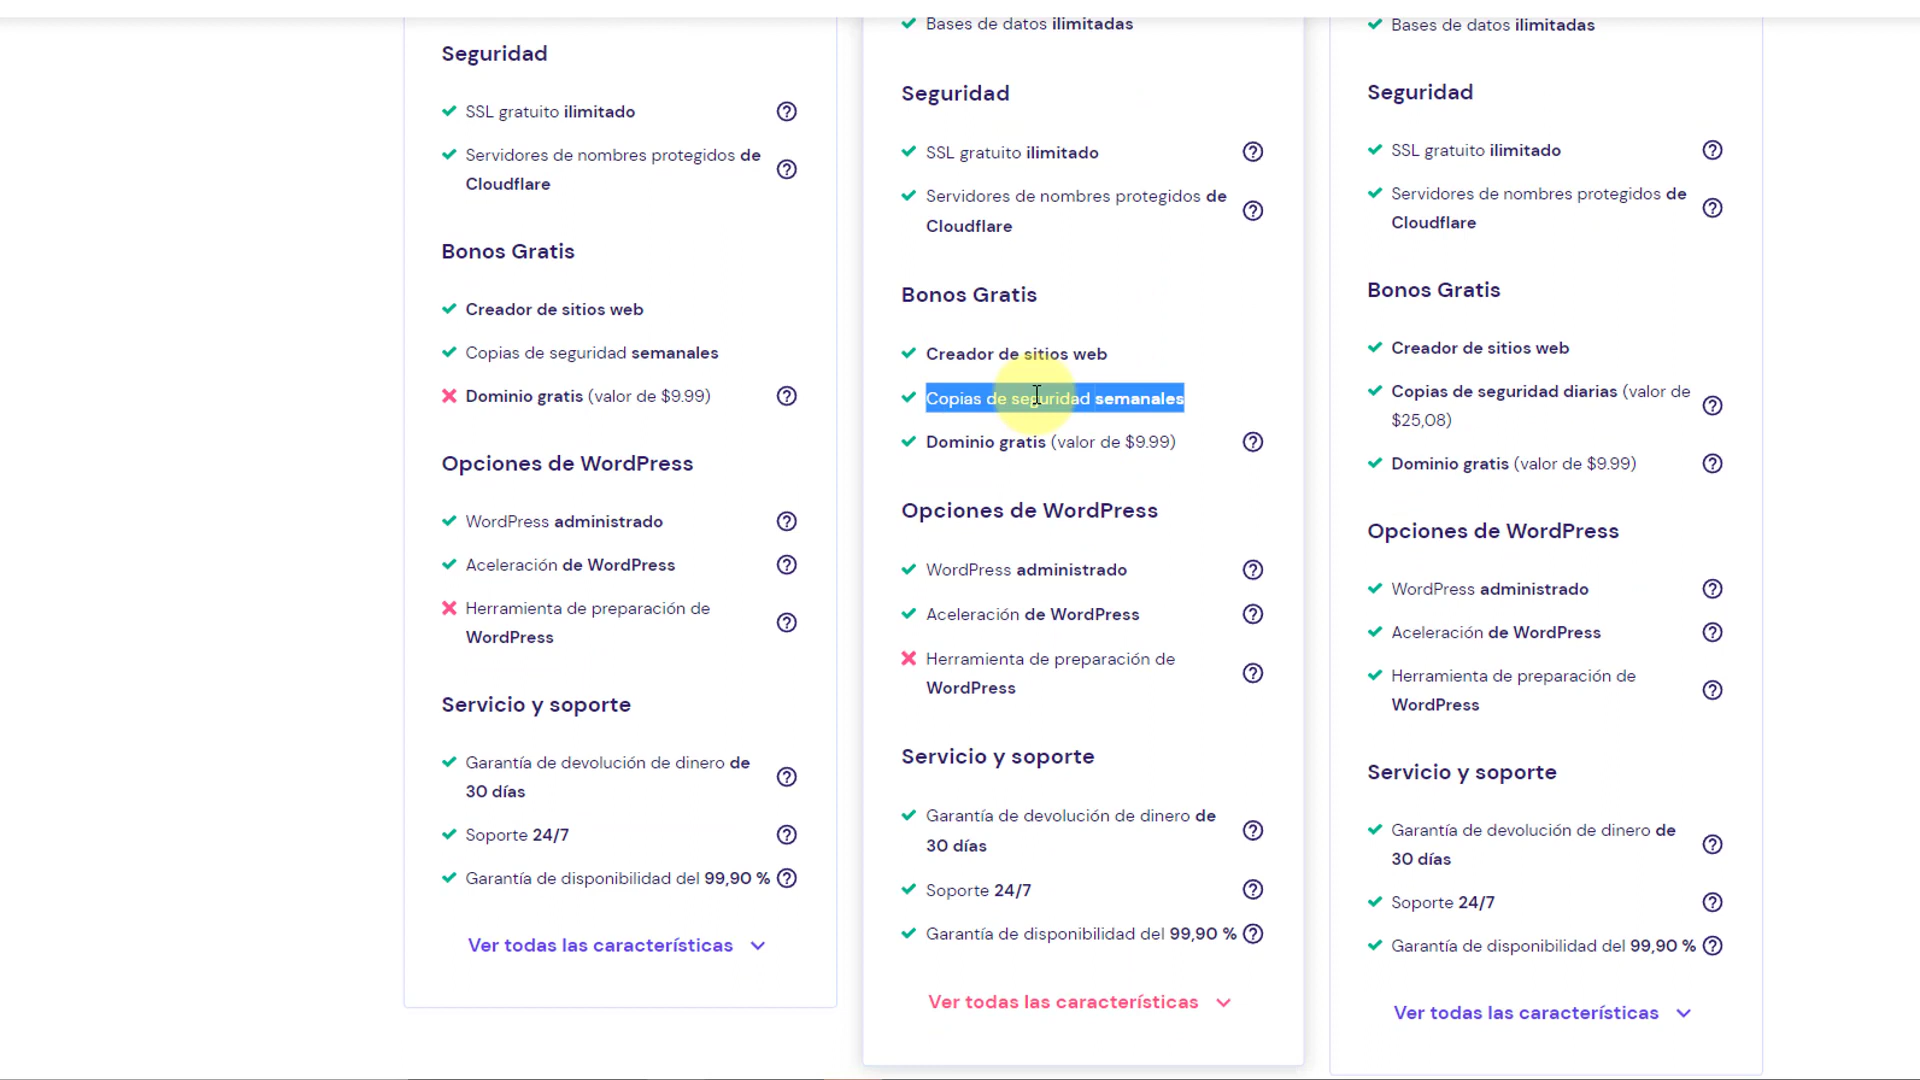 Seguridad
SSL gratuito ilimitado
Servidores de nombres protegidos de
Cloudflare
Bonos Gratis
Creador de sitios web
Copias de seguridad semanales
Dominio gratis (valor de $9.99)
Opciones de WordPress
WordPress administrado
Aceleración de WordPress
Herramienta de preparación de
WordPress
Servicio y soporte
Garantía de devolución de dinero de
30 días
Soporte 24/7
Garantía de disponibilidad del 99,90 %
Ver todas las características
Bases de datos ilimitadas
Seguridad
SSL gratuito ilimitado
Servidores de nombres protegidos de
Cloudflare
Bonos Gratis
Creador de sitios web
Copias de seguridad semanales
Dominio gratis (valor de $9.99)
Opciones de WordPress
WordPress administrado
Aceleración de WordPress
Herramienta de preparación de
WordPress
Servicio y soporte
Garantía de devolución de dinero de
30 días
Soporte 24/7
Garantía de disponibilidad del 99,90 %
Ver todas las características
Bases de datos ilimitadas
Seguridad
SSL gratuito ilimitado
Servidores de nombres protegidos de
Cloudflare
Bonos Gratis
Creador de sitios web
Copias de seguridad diarias (valor de
$25,08)
Dominio gratis (valor de $9.99)
Opciones de WordPress
WordPress administrado
Aceleración de WordPress
Herramienta de preparación de
WordPress
Servicio y soporte
Garantía de devolución de dinero de
30 días
Soporte 24/7
Garantía de disponibilidad del 99,90 %
Ver todas las características